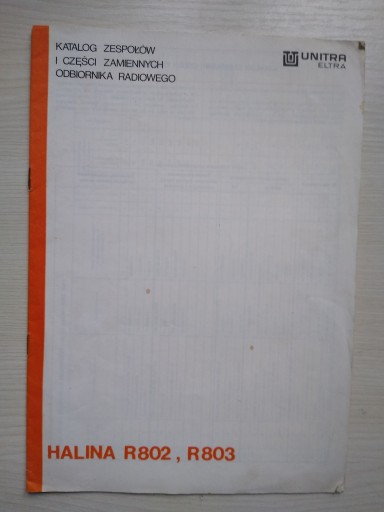 KATALOG ZESPOŁÓW
I CZĘŚCI ZAMIENNYCH
ODBIORNIKA RADIOWEGO
UNITRA
ELTRA
HALINA R802, R803